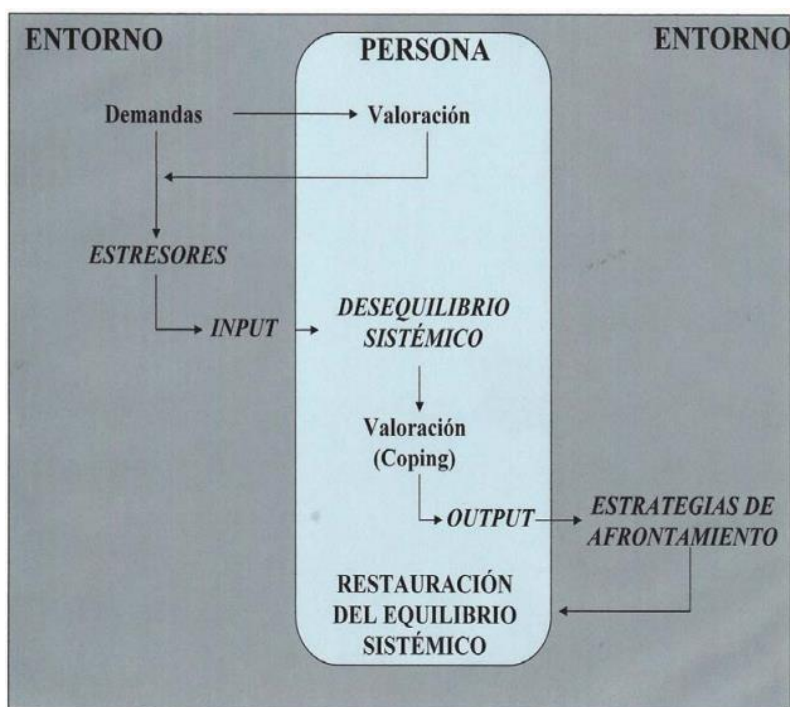 ENTORNO
PERSONA
ENTORNO
Demandas
Valoración
ESTRESORES
INPUT
DESEQUILIBRIO
SISTÉMICO
Valoración
(Coping)
OUTPUT
ESTRATEGIAS DE
AFRONTAMIENTO
RESTAURACIÓN
DEL EQUILIBRIO
SISTÉMICO